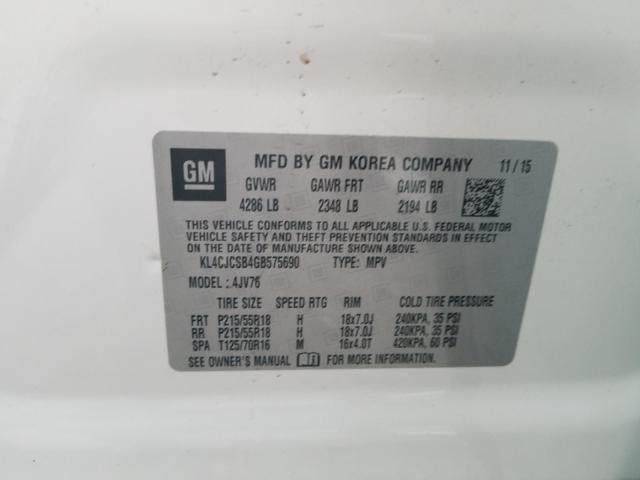 GM MFD BY GM KOREA COMPANY 11/15
GVWR GAWR FRT GAWR RR
4286 LB 2348 LB 2194 LB
THIS VEHICLE CONFORMS TO ALL APPLICABLE U.S. FEDERAL MOTOR
VEHICLE SAFETY AND THEFT PREVENTION STANDARDS IN EFFECT
ON THE DATE OF MANUFACTURE SHOWN ABOVE.
KL4CJCSB4GB575690 TYPE: MPV
MODEL : 4JV76
TIRE SIZE SPEED RTG RIM COLD TIRE PRESSURE
FRT P215/55R18 H 18x7.0J 240KPA, 35 PSI
RR P215/55R18 H 18x7.0J 240KPA, 35 PSI
SPA T125/70R16 M 16x4.0T 420KPA, 60 PSI
SEE OWNER'S MANUAL FOR MORE INFORMATION.